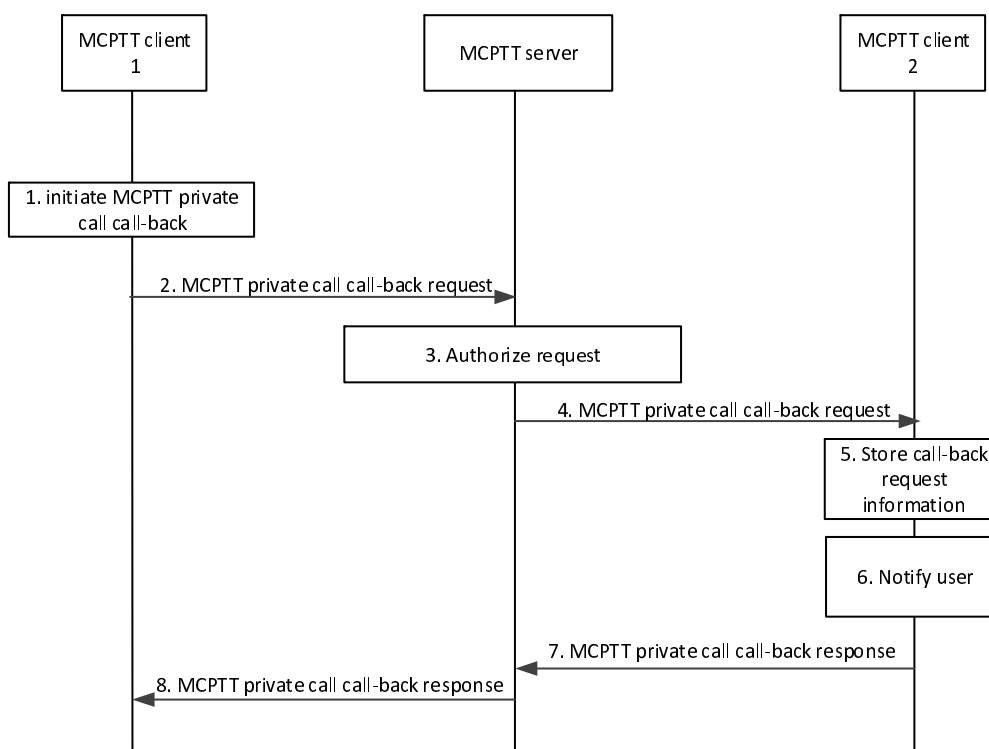 MCPTT client
1
MCPTT server
MCPTT client
2
1. initiate MCPTT private
call call-back
2. MCPTT private call call-back request
3. Authorize request
4. MCPTT private call call-back request
5. Store call-back
request
information
6. Notify user
7. MCPTT private call call-back response
8. MCPTT private call call-back response